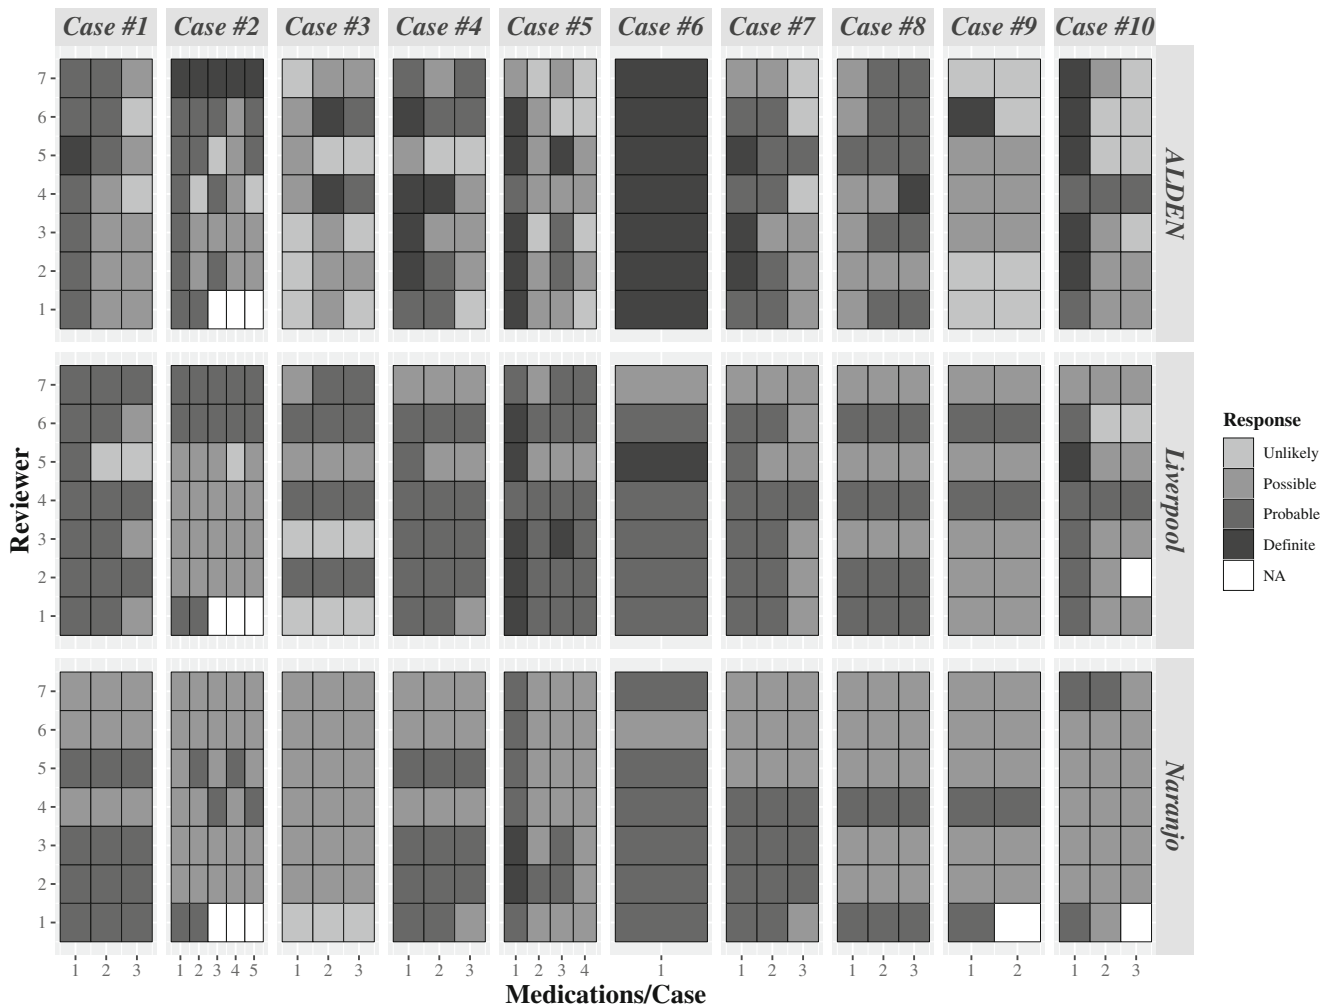 Case #1 Case #2 Case #3 Case #4 Case #5 Case #6 Case #7 Case #8 Case #9 Case #10
7
6
5
4
3
2
1
ALDEN
7
6
5
4
3
2
1
Liverpool
7
6
5
4
3
2
1
Naranjo
Reviewer
1 2 3 1 2 3 4 5 1 2 3 1 2 3 1 2 3 4 1 1 2 3 1 2 3 1 2 1 2 3
Medications/Case
Response
Unlikely
Possible
Probable
Definite
NA